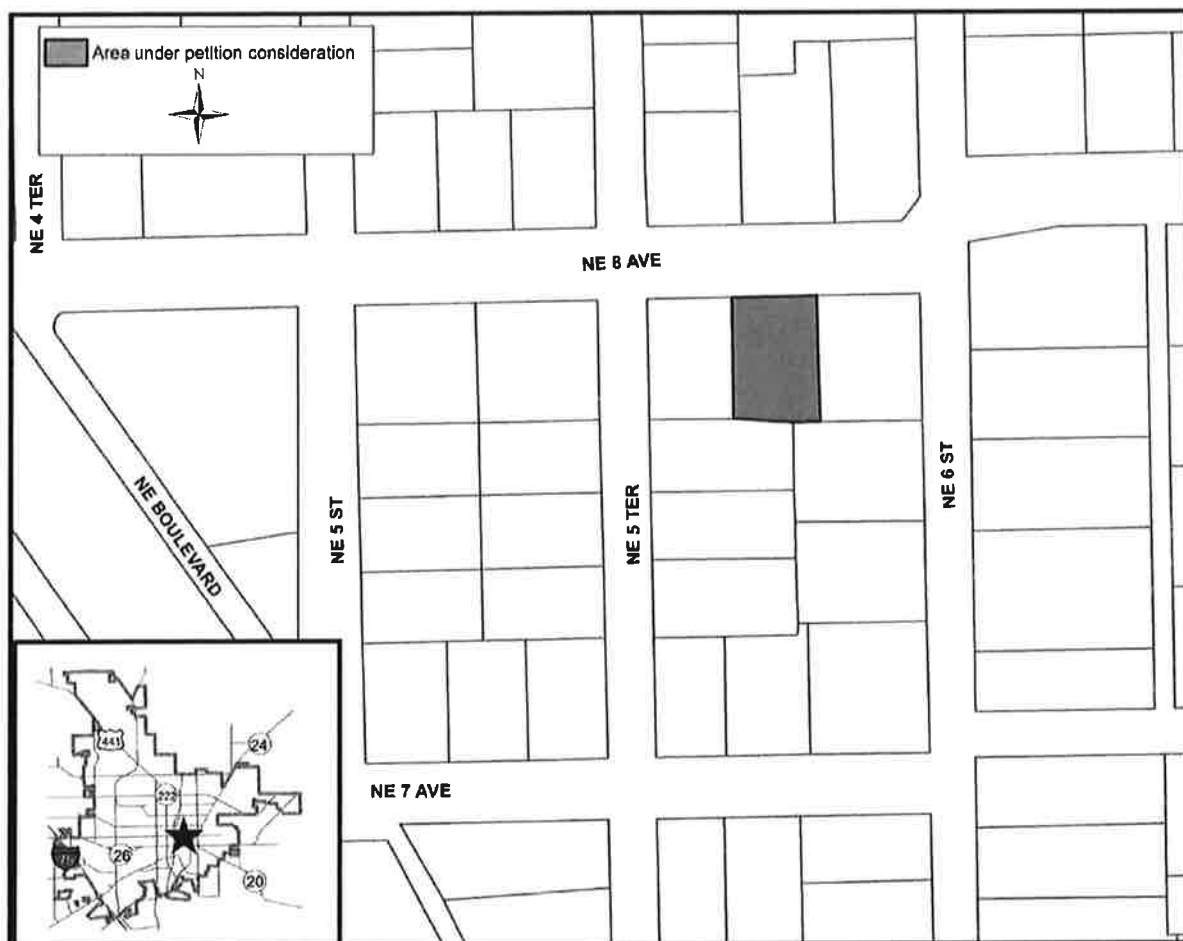 Area under petition consideration
N
NE 4 TER
NE 8 AVE
NE BOULEVARD
NE 5 ST
NE 5 TER
NE 6 ST
NE 7 AVE
441
24
222
26
20